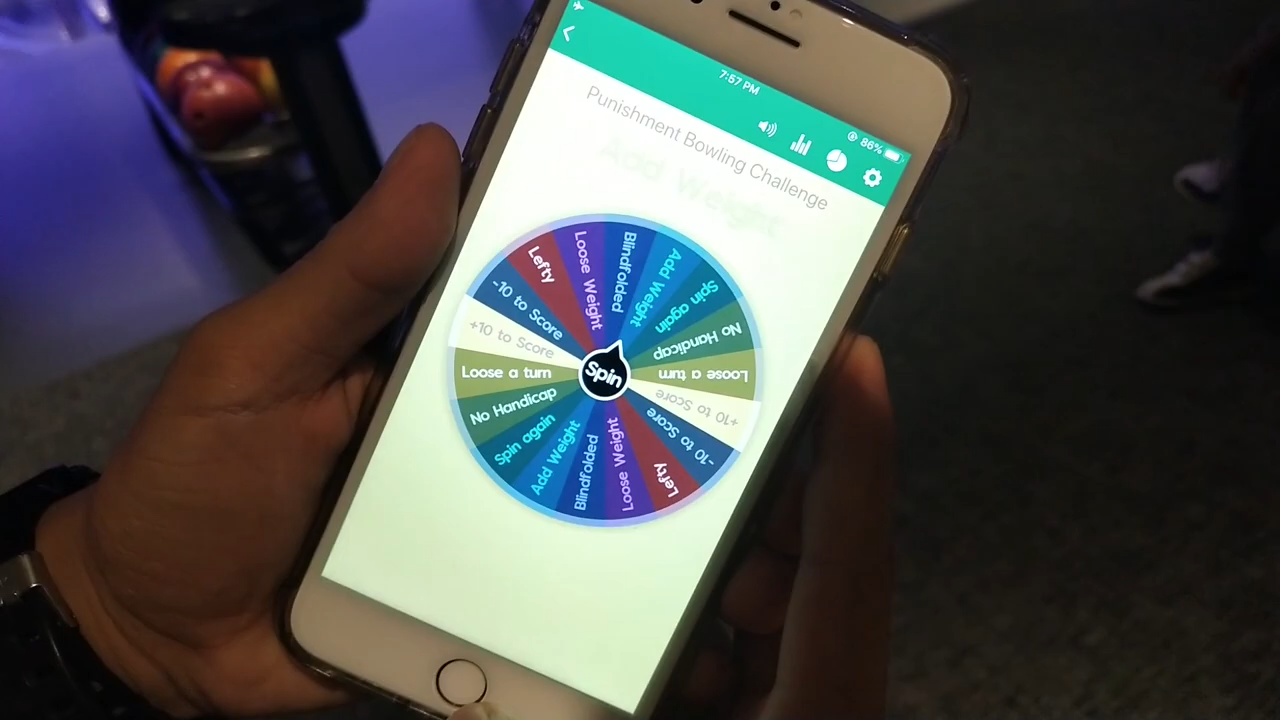 7:57 PM
86%
Punishment Bowling Challenge
Add Weight
Blindfolded
Add Weight
Spin again
No Handicap
Loose a turn
+10 to Score
-10 to Score
Lefty
Loose Weight
Blindfolded
Add Weight
Spin again
No Handicap
Loose a turn
+10 to Score
-10 to Score
Lefty
Loose Weight
Spin